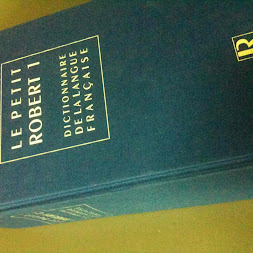 LE PETIT
ROBERT 1
DICTIONNAIRE
DE LA LANGUE
FRANÇAISE
R